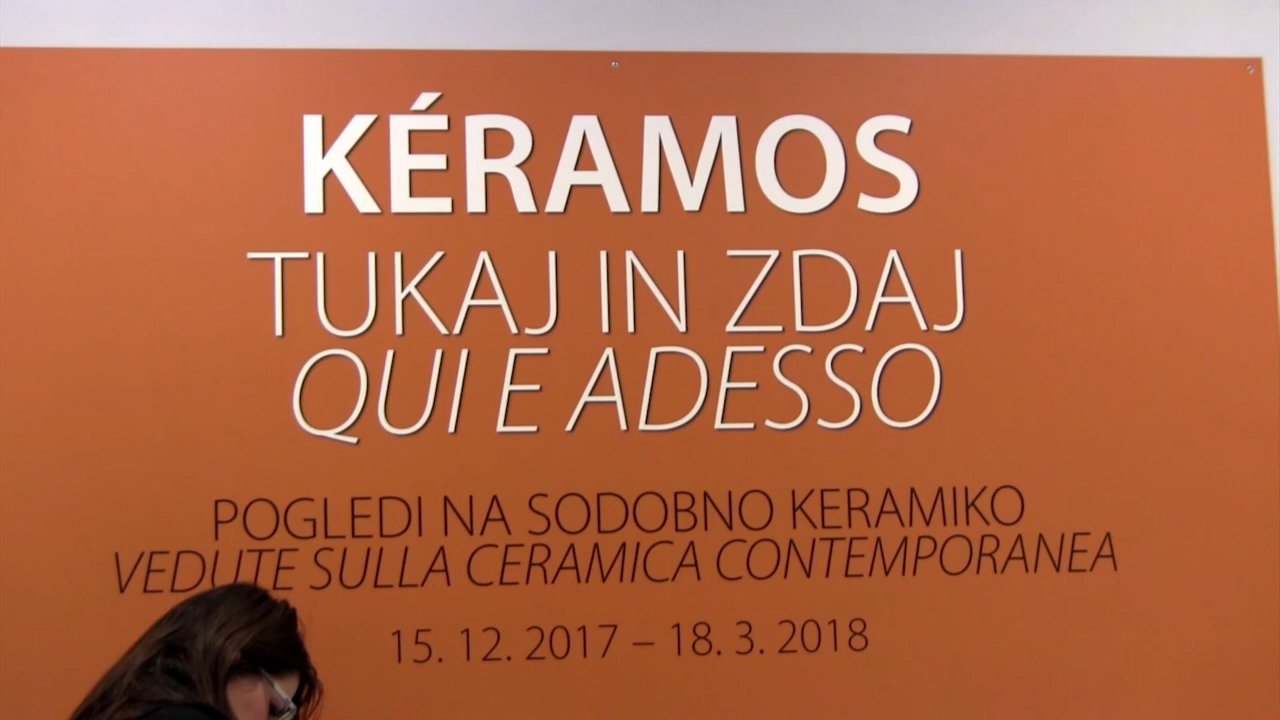 KÉRAMOS
TUKAJ IN ZDAJ
QUI E ADESSO
POGLEDI NA SODOBNO KERAMIKO
VEDUTE SULLA CERAMICA CONTEMPORANEA
15. 12. 2017 – 18. 3. 2018